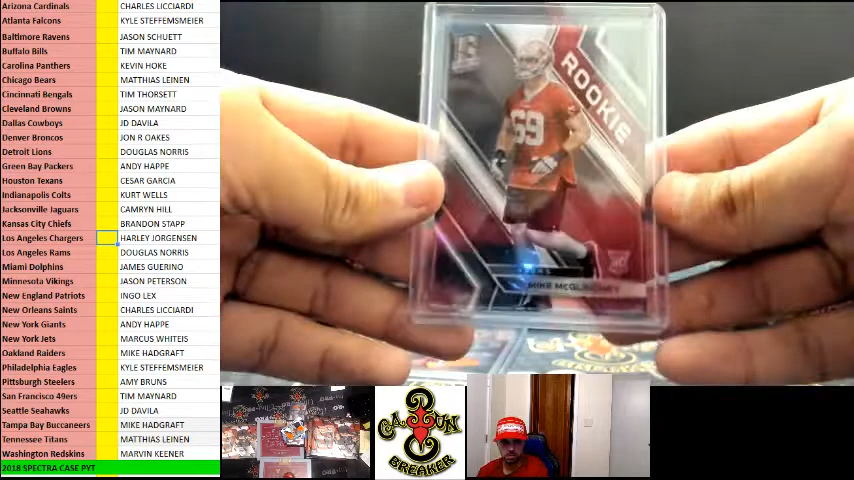 Arizona Cardinals CHARLES LICCIARDI
Atlanta Falcons KYLE STEFFEMSMEIER
Baltimore Ravens JASON SCHUETT
Buffalo Bills TIM MAYNARD
Carolina Panthers KEVIN HOKE
Chicago Bears MATTHIAS LEINEN
Cincinnati Bengals TIM THORSETT
Cleveland Browns JASON MAYNARD
Dallas Cowboys JD DAVILA
Denver Broncos JON R OAKES
Detroit Lions DOUGLAS NORRIS
Green Bay Packers ANDY HAPPE
Houston Texans CESAR GARCIA
Indianapolis Colts KURT WELLS
Jacksonville Jaguars CAMRYN HILL
Kansas City Chiefs BRANDON STAPP
Los Angeles Chargers HARLEY JORGENSEN
Los Angeles Rams DOUGLAS NORRIS
Miami Dolphins JAMES GUERINO
Minnesota Vikings JASON PETERSON
New England Patriots INGO LEX
New Orleans Saints CHARLES LICCIARDI
New York Giants ANDY HAPPE
New York Jets MARCUS WHITEIS
Oakland Raiders MIKE HADGRAFT
Philadelphia Eagles KYLE STEFFEMSMEIER
Pittsburgh Steelers AMY BRUNS
San Francisco 49ers TIM MAYNARD
Seattle Seahawks JD DAVILA
Tampa Bay Buccaneers MIKE HADGRAFT
Tennessee Titans MATTHIAS LEINEN
Washington Redskins MARVIN KEENER
2018 SPECTRA CASE PYT
ROOKIE
69
MIKE McGLINCHEY
CAJUN
BREAKER